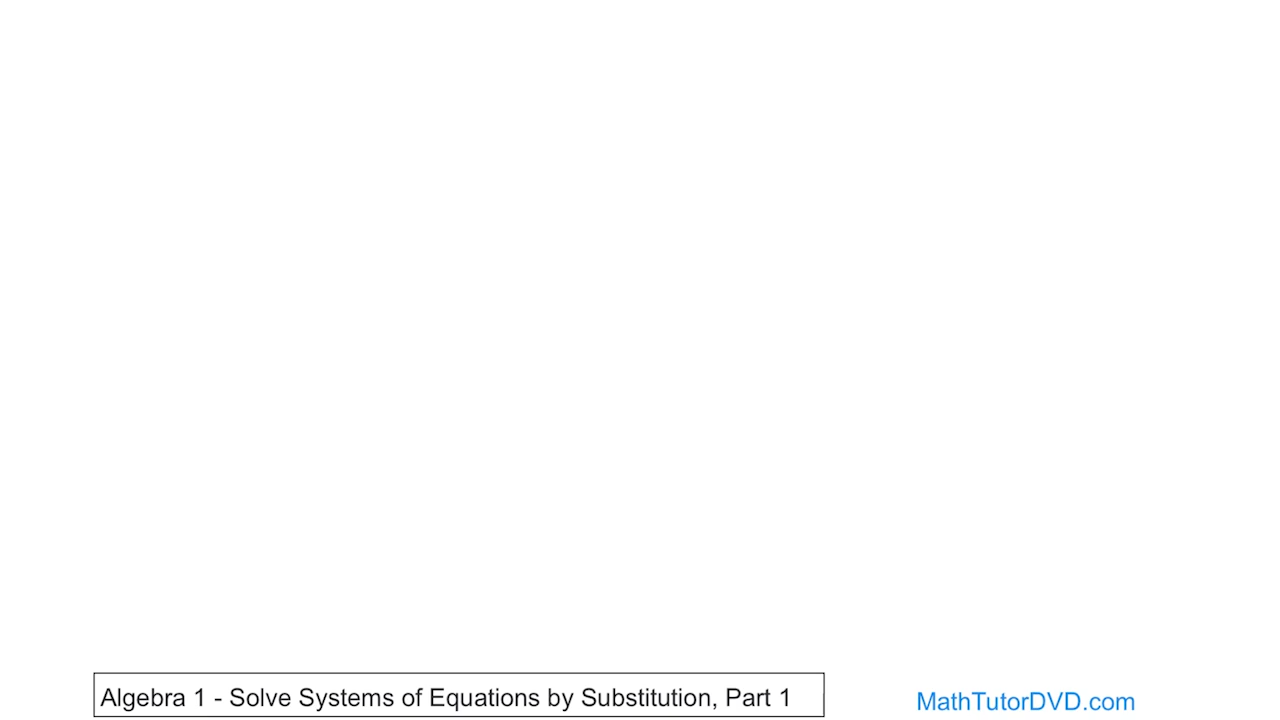 Algebra 1 - Solve Systems of Equations by Substitution, Part 1
MathTutorDVD.com